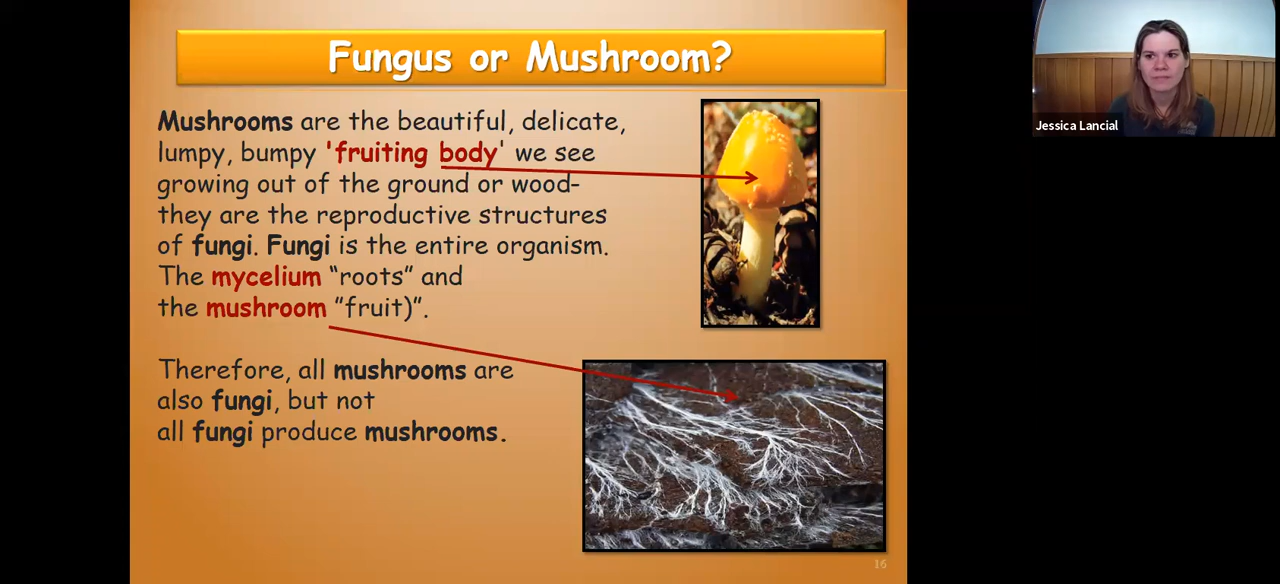 Fungus or Mushroom?
Mushrooms are the beautiful, delicate,
lumpy, bumpy 'fruiting body' we see
growing out of the ground or wood-
they are the reproductive structures
of fungi. Fungi is the entire organism.
The mycelium “roots” and
the mushroom ”fruit)”.
Therefore, all mushrooms are
also fungi, but not
all fungi produce mushrooms.
16
Jessica Lancial